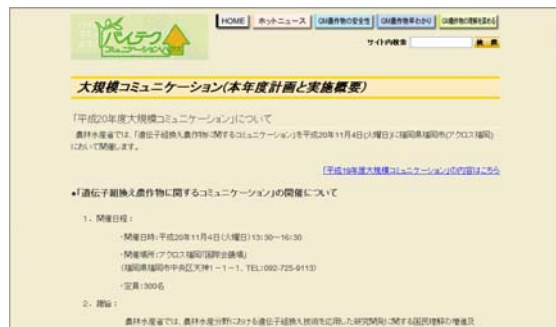 バイテク
コミュニケーションハウス
HOME ホットニュース GM農作物の安全性 GM農作物早わかり GM農作物の理解を深める
サイト内検索 検 索
大規模コミュニケーション(本年度計画と実施概要)
「平成20年度大規模コミュニケーション」について
農林水産省では、「遺伝子組換え農作物に関するコミュニケーション」を平成20年11月4日(火曜日)に福岡県福岡市(アクロス福岡)
において開催します。
「平成19年度大規模コミュニケーション」の内容はこちら
●「遺伝子組換え農作物に関するコミュニケーション」の開催について
1. 開催日程:
・開催日時:平成20年11月4日(火曜日)13:30～16:30
・開催場所:アクロス福岡「国際会議場」
(福岡県福岡市中央区天神1-1-1、TEL:092-725-9113)
・定員:300名
2. 趣旨:
農林水産省では、農林水産分野における遺伝子組換え技術を応用した研究開発に関する国民理解の増進及